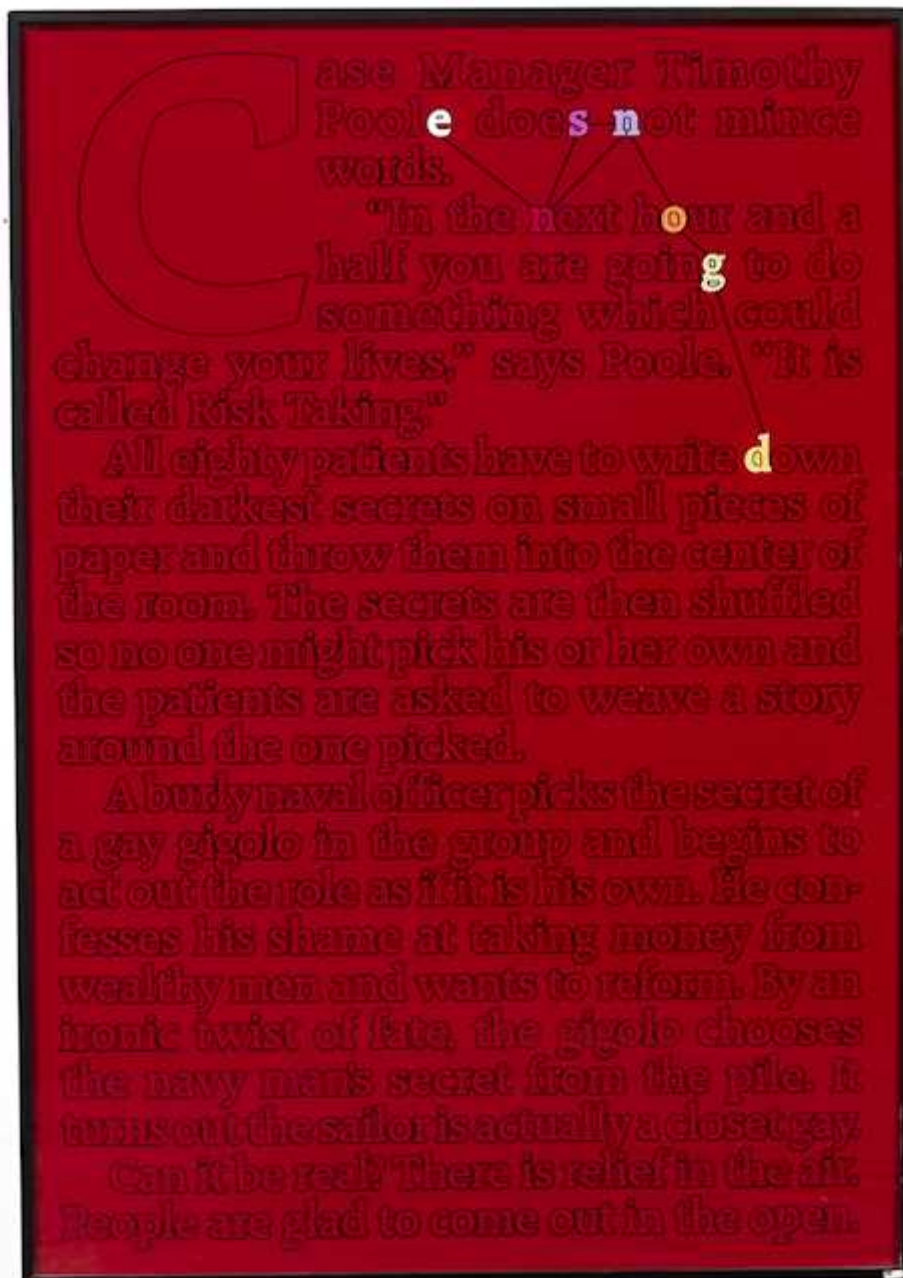 Case Manager Timothy
Poole does not mince
words.
"In the next hour and a
half you are going to do
something which could
change your lives," says Poole. "It is
called Risk Taking."
All eighty patients have to write down
their darkest secrets on small pieces of
paper and throw them into the center of
the room. The secrets are then shuffled
so no one might pick his or her own and
the patients are asked to weave a story
around the one picked.
A burly naval officer picks the secret of
a gay gigolo in the group and begins to
act out the role as if it is his own. He con-
fesses his shame at taking money from
wealthy men and wants to reform. By an
ironic twist of fate, the gigolo chooses
the navy man's secret from the pile. It
turns out the sailor is actually a closet gay.
Can it be real? There is relief in the air.
People are glad to come out in the open.